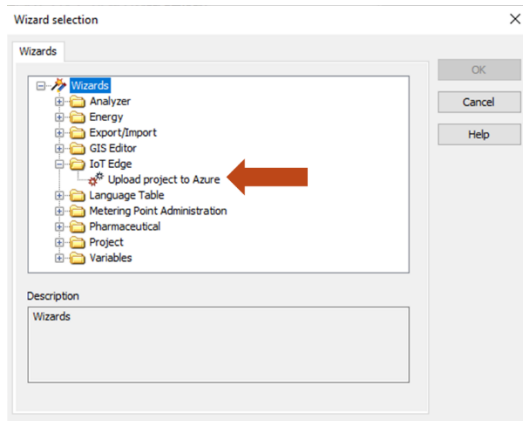 Wizard selection
Wizards
Wizards
Analyzer
Energy
Export/Import
GIS Editor
IoT Edge
Upload project to Azure
Language Table
Metering Point Administration
Pharmaceutical
Project
Variables
OK
Cancel
Help
Description
Wizards